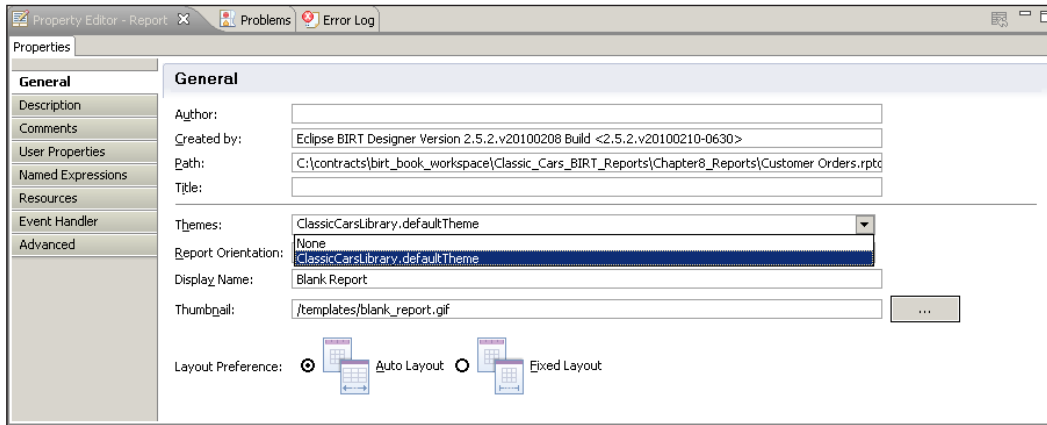 Property Editor - Report
Problems
Error Log
Properties
General
Description
Comments
User Properties
Named Expressions
Resources
Event Handler
Advanced
General
Author:
Created by: Eclipse BIRT Designer Version 2.5.2.v20100208 Build <2.5.2.v20100210-0630>
Path: C:\contracts\birt_book_workspace\Classic_Cars_BIRT_Reports\Chapter8_Reports\Customer Orders.rptd
Title:
Themes: ClassicCarsLibrary.defaultTheme
None
Report Orientation: ClassicCarsLibrary.defaultTheme
Display Name: Blank Report
Thumbnail: /templates/blank_report.gif ...
Layout Preference: Auto Layout Fixed Layout